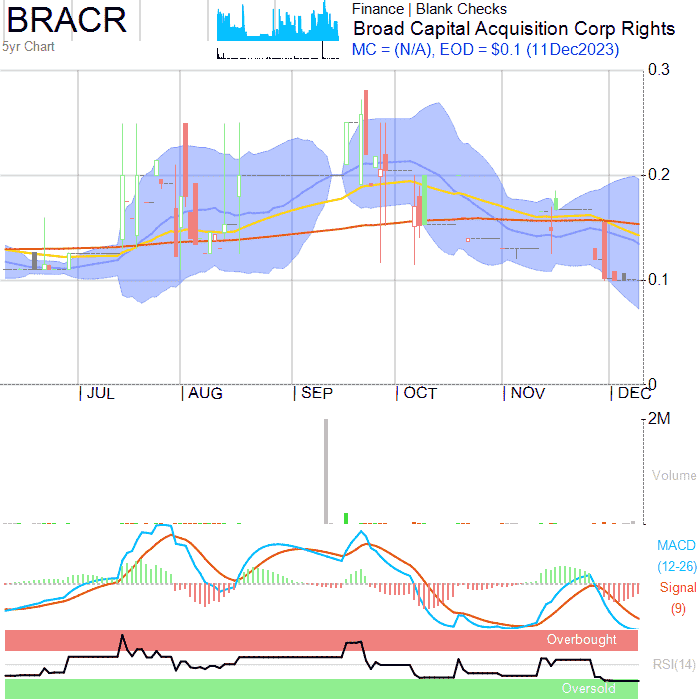 BRACR
5yr Chart
Finance | Blank Checks
Broad Capital Acquisition Corp Rights
MC = (N/A), EOD = $0.1 (11Dec2023)
0.3
0.2
0.1
0
JUL
AUG
SEP
OCT
NOV
DEC
2M
Volume
MACD
(12-26)
Signal
(9)
Overbought
RSI(14)
Oversold